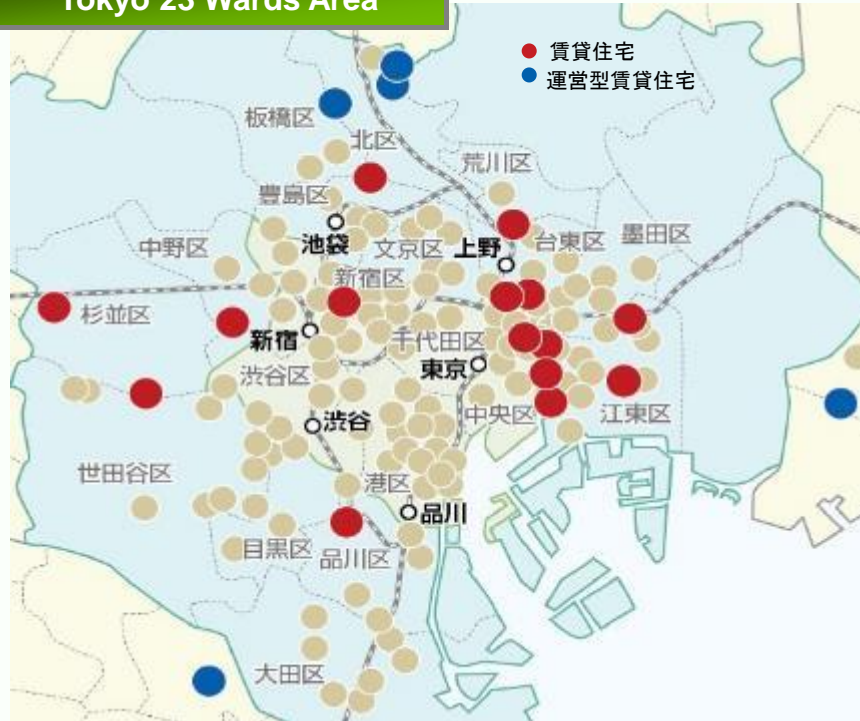 Tokyo 23 Wards Area
賃貸住宅
運営型賃貸住宅
板橋区
北区
荒川区
豊島区
池袋
文京区
上野
台東区
墨田区
中野区
新宿区
杉並区
新宿
千代田区
東京
渋谷区
中央区
江東区
渋谷
世田谷区
港区
品川
目黒区
品川区
大田区